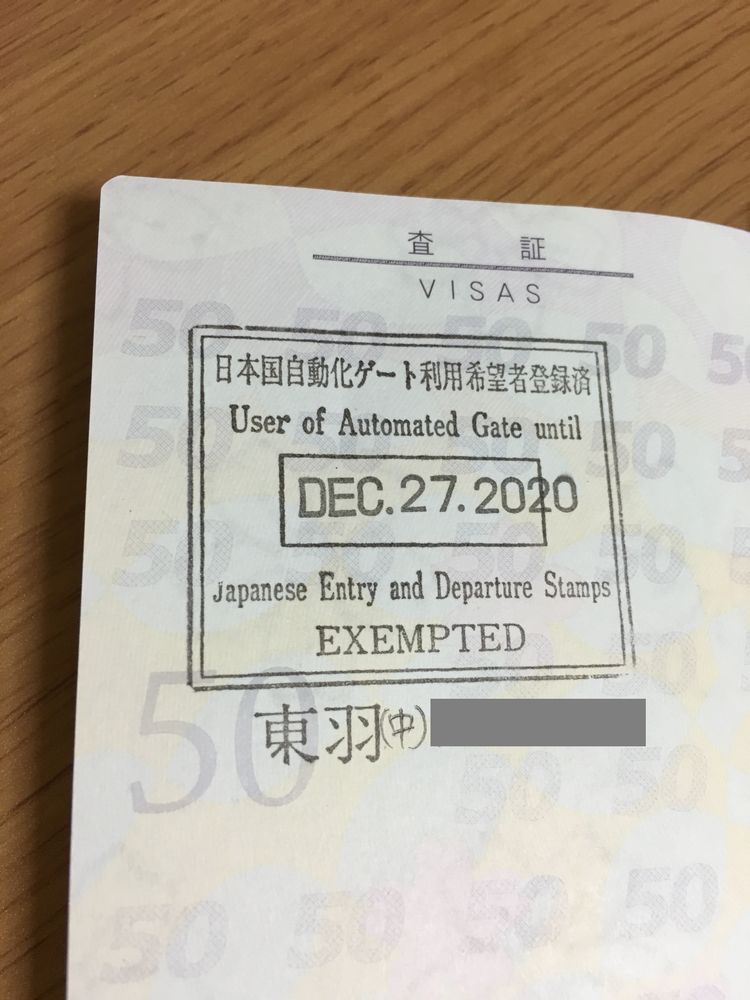 査証
VISAS
日本国自動化ゲート利用希望者登録済
User of Automated Gate until
DEC.27.2020
Japanese Entry and Departure Stamps
EXEMPTED
東羽(中)
50